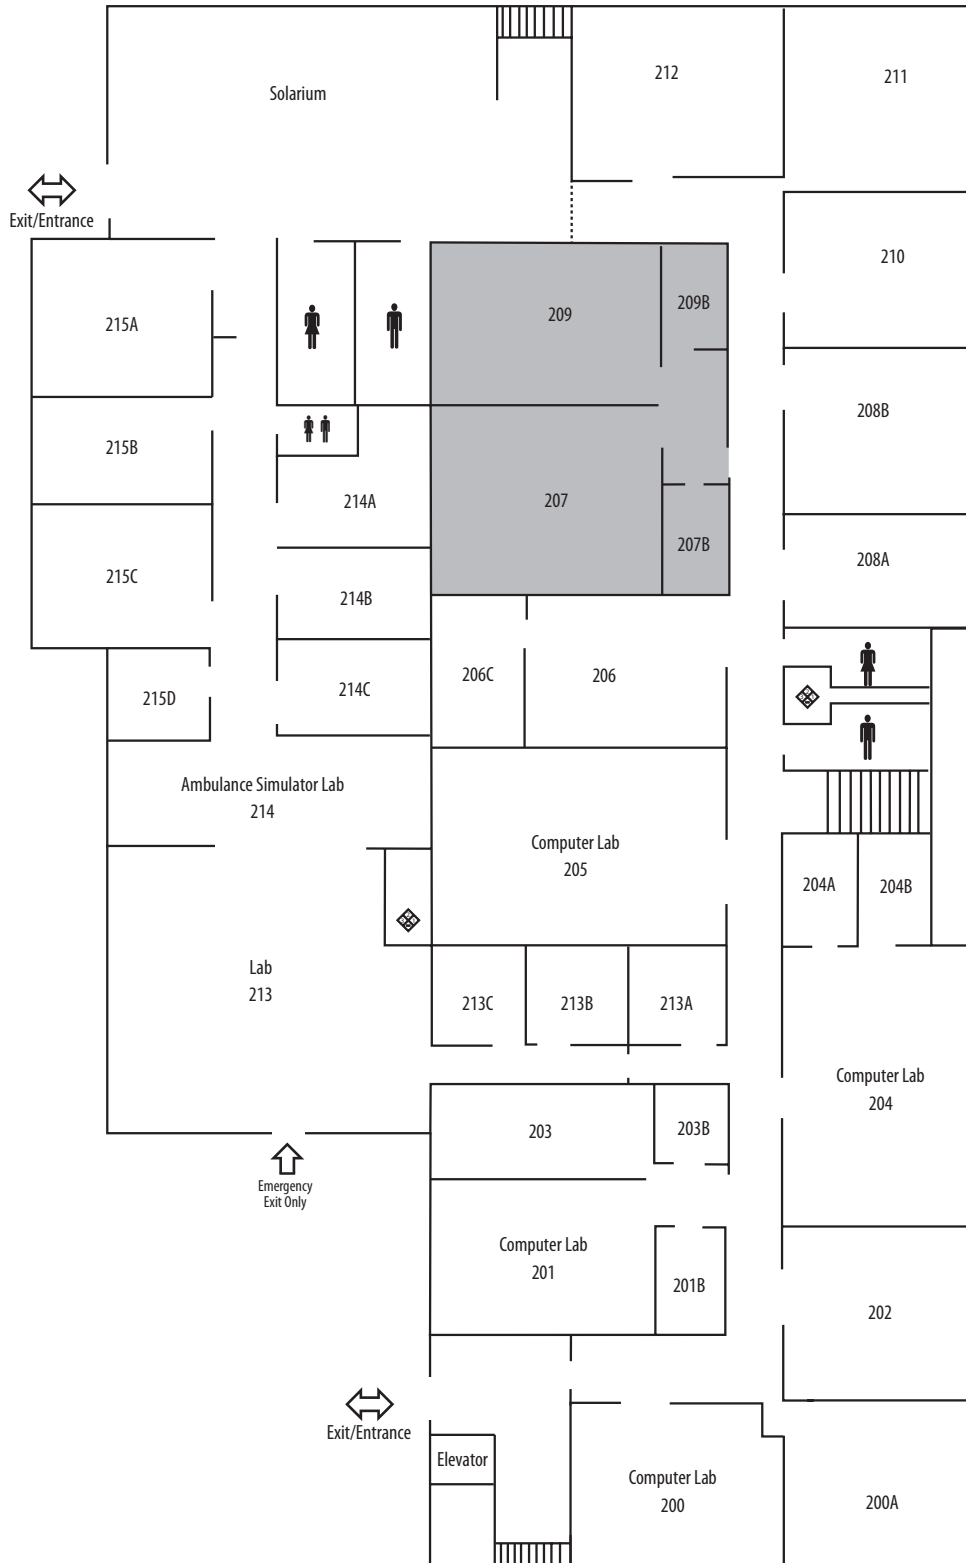 212
211
Solarium
Exit/Entrance
210
209B
209
215A
208B
215B
214A
207
207B
208A
215C
214B
206C
206
214C
215D
Ambulance Simulator Lab
214
Computer Lab
205
204A
204B
Lab
213
213C
213B
213A
Computer Lab
204
203
203B
Emergency
Exit Only
Computer Lab
201
201B
202
Exit/Entrance
Elevator
Computer Lab
200
200A